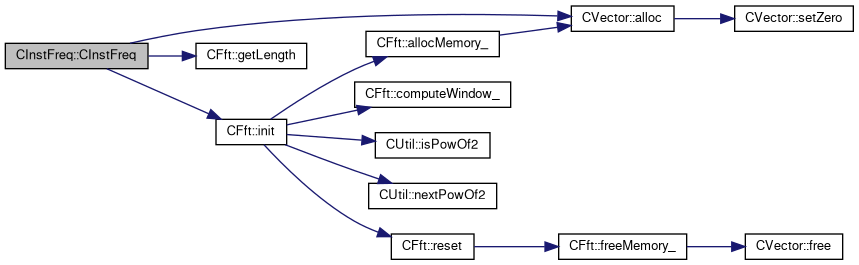 CInstFreq::CInstFreq
CFft::getLength
CFft::init
CFft::allocMemory_
CFft::computeWindow_
CUtil::isPowOf2
CUtil::nextPowOf2
CFft::reset
CVector::alloc
CVector::setZero
CFft::freeMemory_
CVector::free